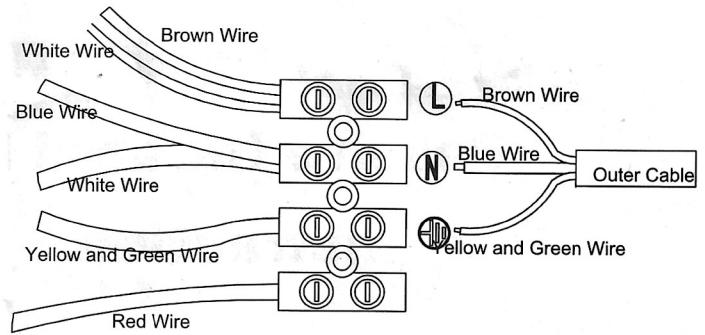 Brown Wire
White Wire
Blue Wire
White Wire
Yellow and Green Wire
Red Wire
L
N
Brown Wire
Blue Wire
Outer Cable
Yellow and Green Wire